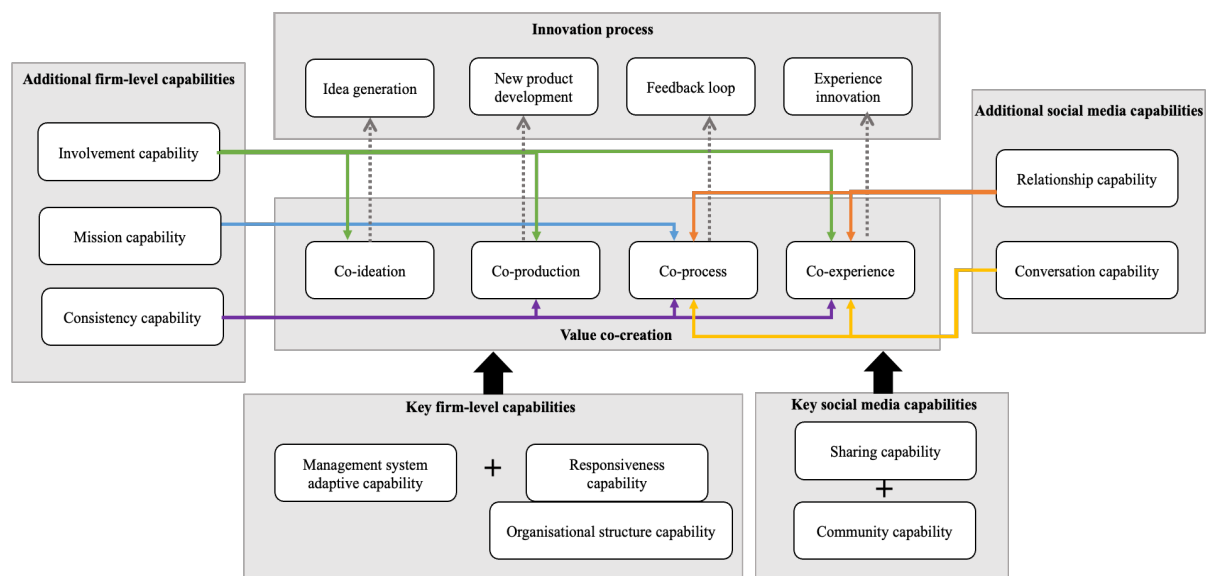 Innovation process
Idea generation
New product
development
Feedback loop
Experience
innovation
Additional firm-level capabilities
Involvement capability
Mission capability
Consistency capability
Additional social media capabilities
Relationship capability
Conversation capability
Co-ideation
Co-production
Co-process
Co-experience
Value co-creation
Key firm-level capabilities
Management system
adaptive capability
+
Responsiveness
capability
Organisational structure capability
Key social media capabilities
Sharing capability
+
Community capability